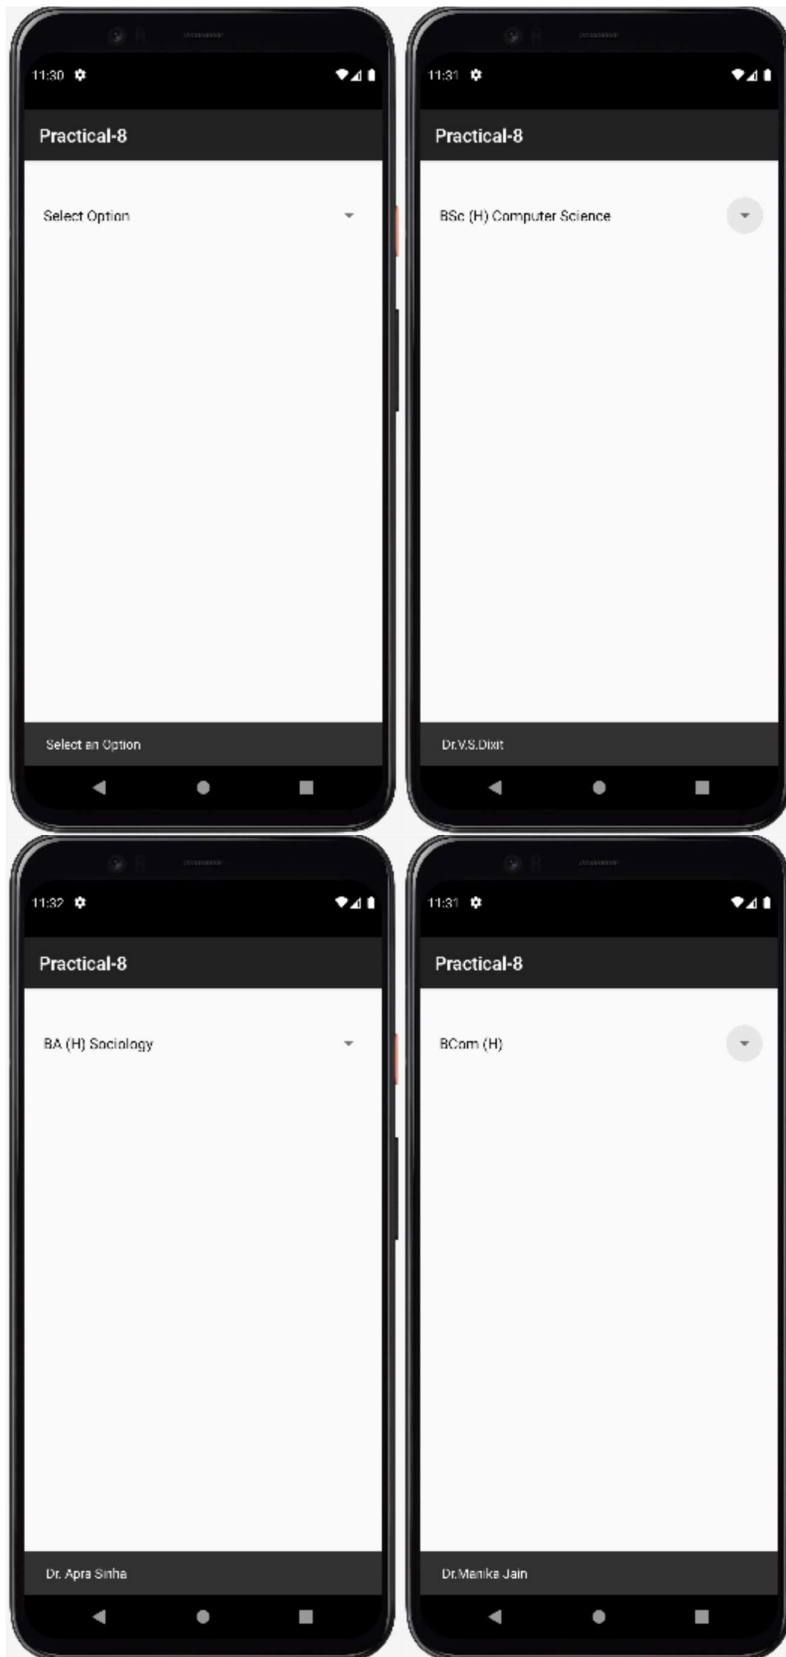 11:30
Practical-8
Select Option
Select an Option
11:31
Practical-8
BSc (H) Computer Science
Dr.V.S.Dixit
11:32
Practical-8
BA (H) Sociology
Dr. Apra Sinha
11:31
Practical-8
BCom (H)
Dr.Manika Jain